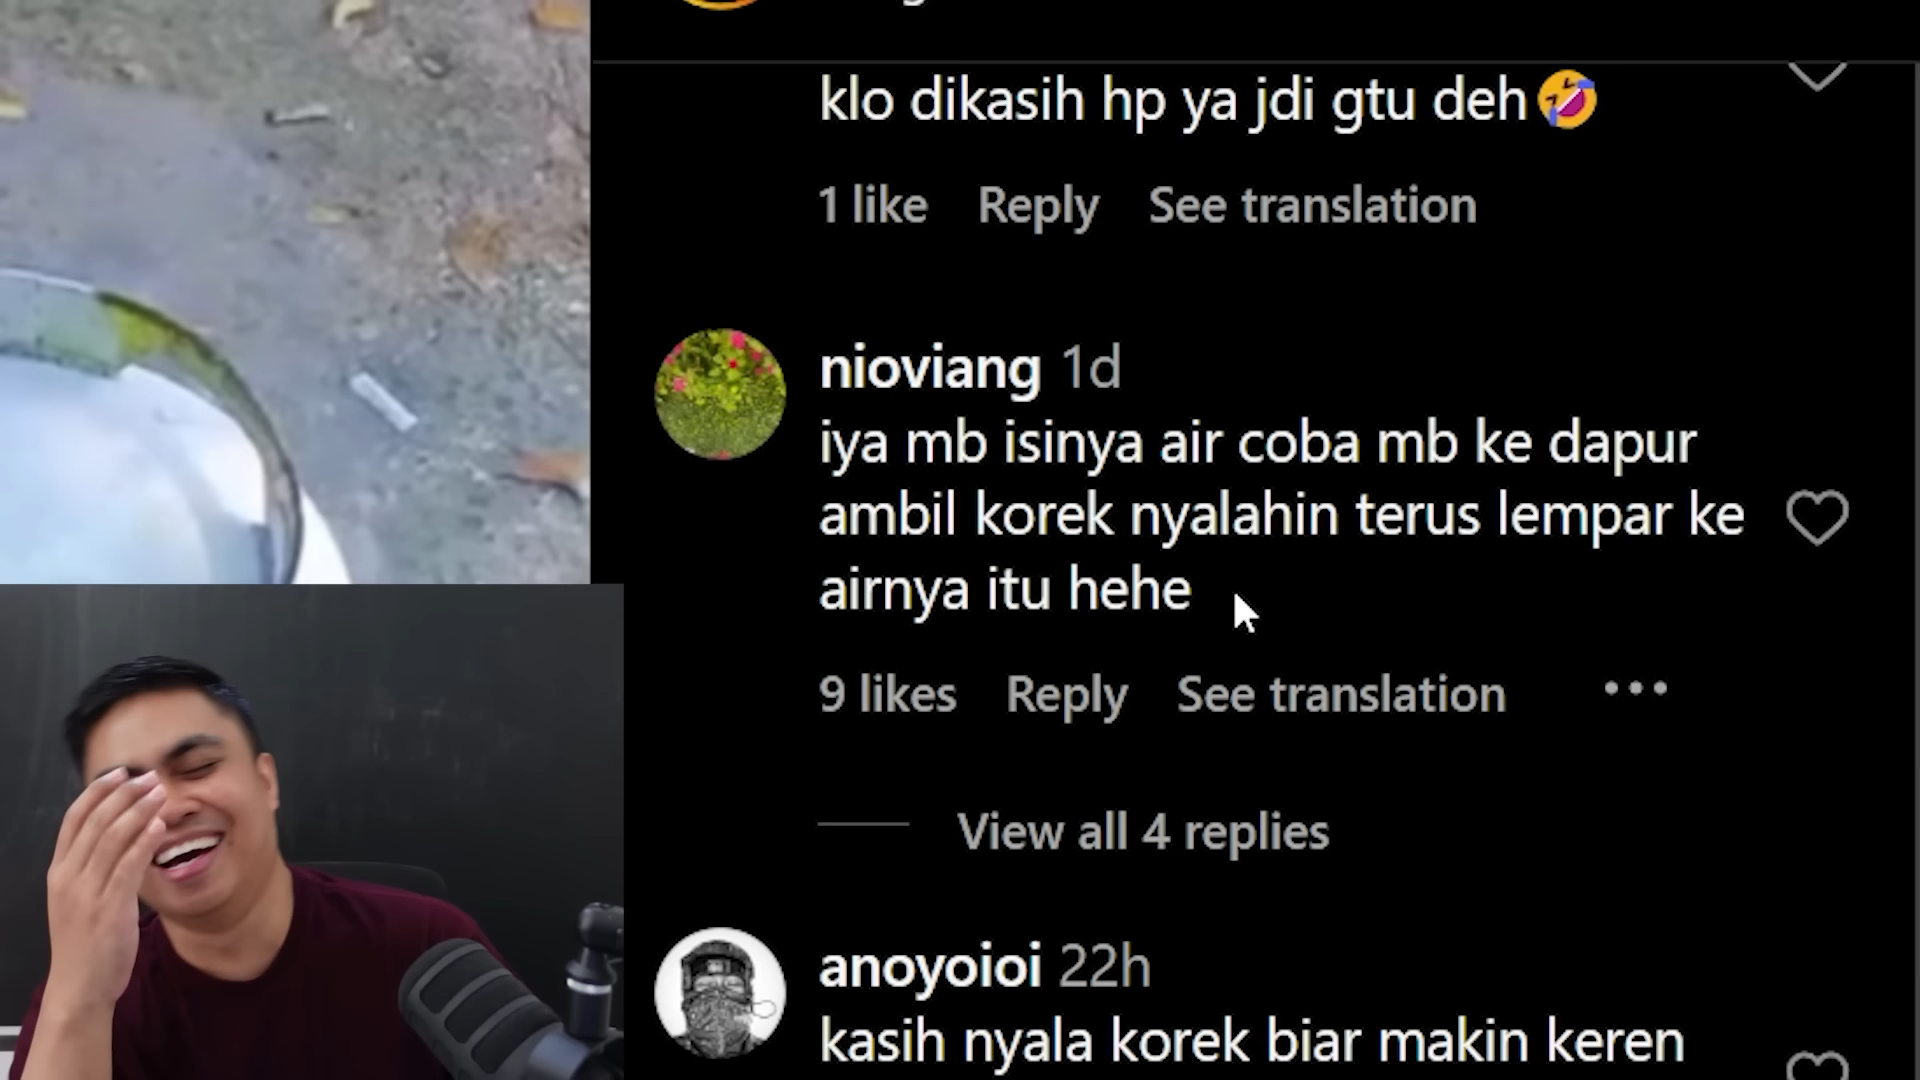 klo dikasih hp ya jdi gtu deh🤣
1 like Reply See translation
nioviang 1d
iya mb isinya air coba mb ke dapur
ambil korek nyalahin terus lempar ke
airnya itu hehe
9 likes Reply See translation
View all 4 replies
anoyoioi 22h
kasih nyala korek biar makin keren